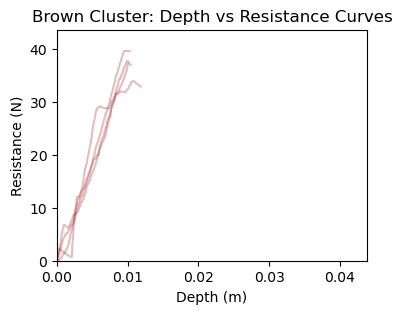 Brown Cluster: Depth vs Resistance Curves
Resistance (N)
40
30
20
10
0
0.00 0.01 0.02 0.03 0.04
Depth (m)